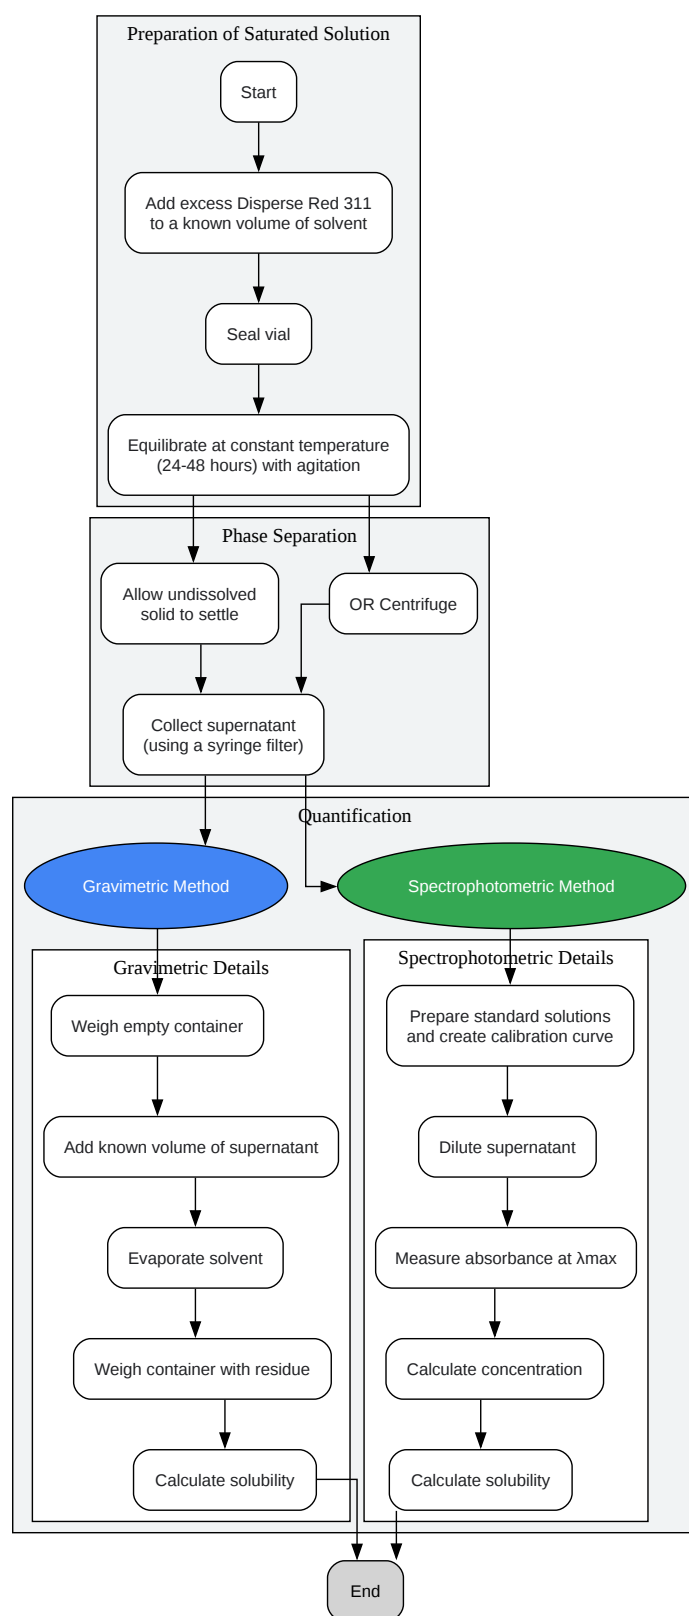 Preparation of Saturated Solution
Start
Add excess Disperse Red 311
to a known volume of solvent
Seal vial
Equilibrate at constant temperature
(24-48 hours) with agitation
Phase Separation
Allow undissolved
solid to settle
OR Centrifuge
Collect supernatant
(using a syringe filter)
Quantification
Gravimetric Method
Spectrophotometric Method
Gravimetric Details
Weigh empty container
Add known volume of supernatant
Evaporate solvent
Weigh container with residue
Calculate solubility
Spectrophotometric Details
Prepare standard solutions
and create calibration curve
Dilute supernatant
Measure absorbance at λmax
Calculate concentration
Calculate solubility
End